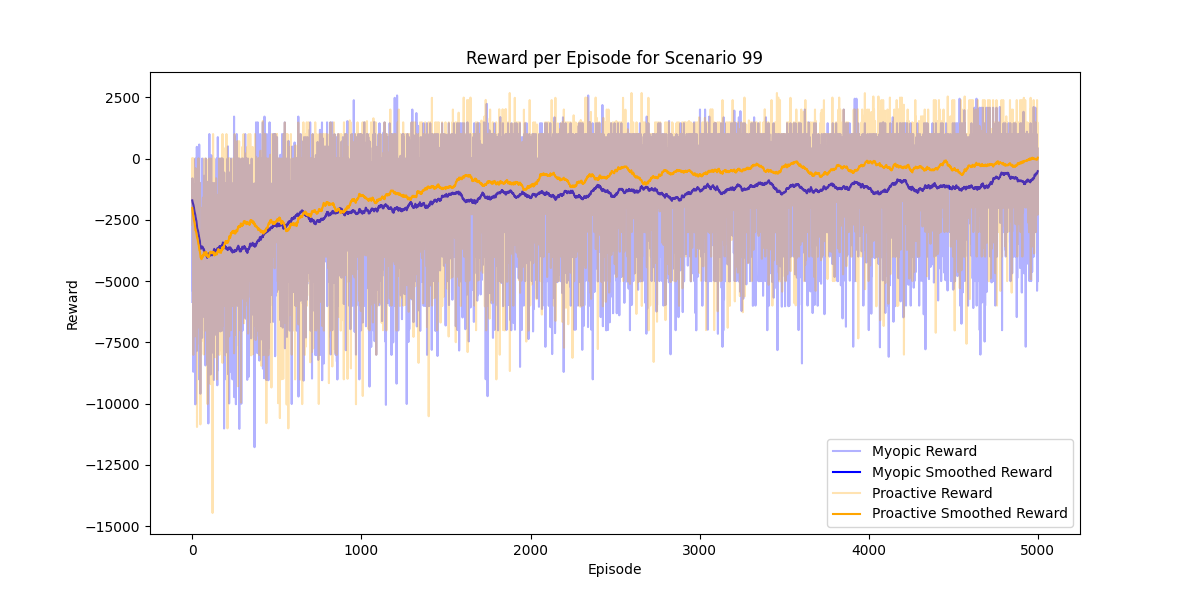 Reward per Episode for Scenario 99
Reward
2500
0
−2500
−5000
−7500
−10000
−12500
−15000
0 1000 2000 3000 4000 5000
Episode
Myopic Reward
Myopic Smoothed Reward
Proactive Reward
Proactive Smoothed Reward